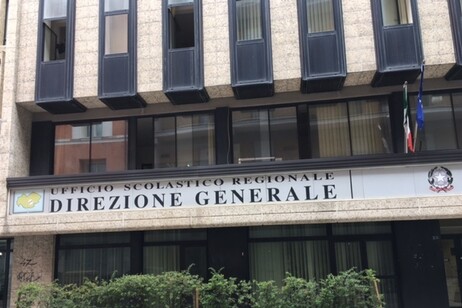 UFFICIO SCOLASTICO REGIONALE
DIREZIONE GENERALE